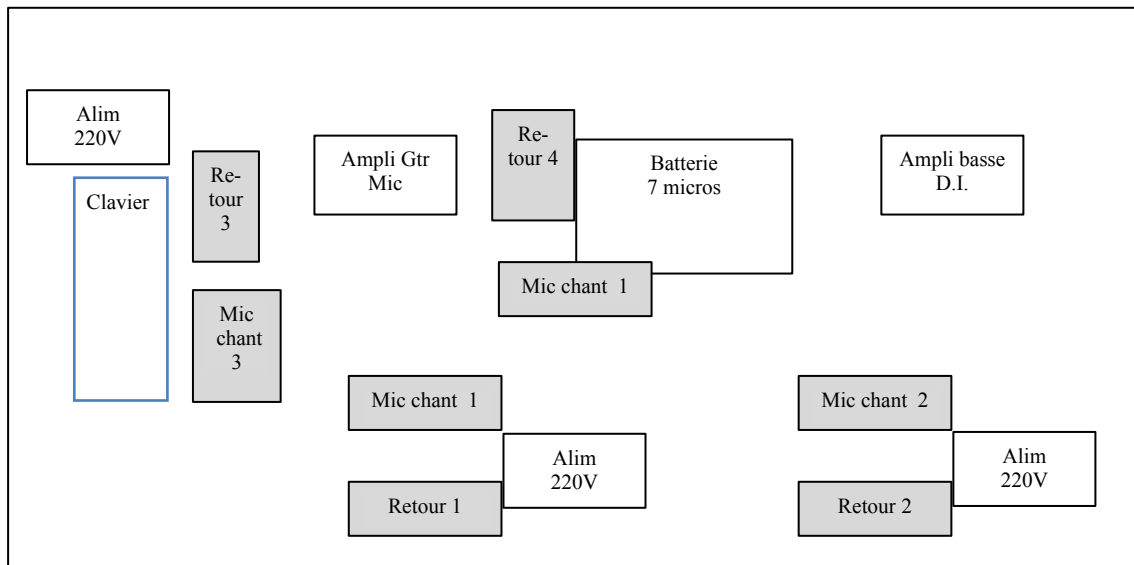 Alim
220V
Clavier
Re-
tour
3
Ampli Gtr
Mic
Re-
tour 4
Batterie
7 micros
Ampli basse
D.I.
Mic
chant
3
Mic chant 1
Mic chant 1
Mic chant 2
Alim
220V
Alim
220V
Retour 1
Retour 2